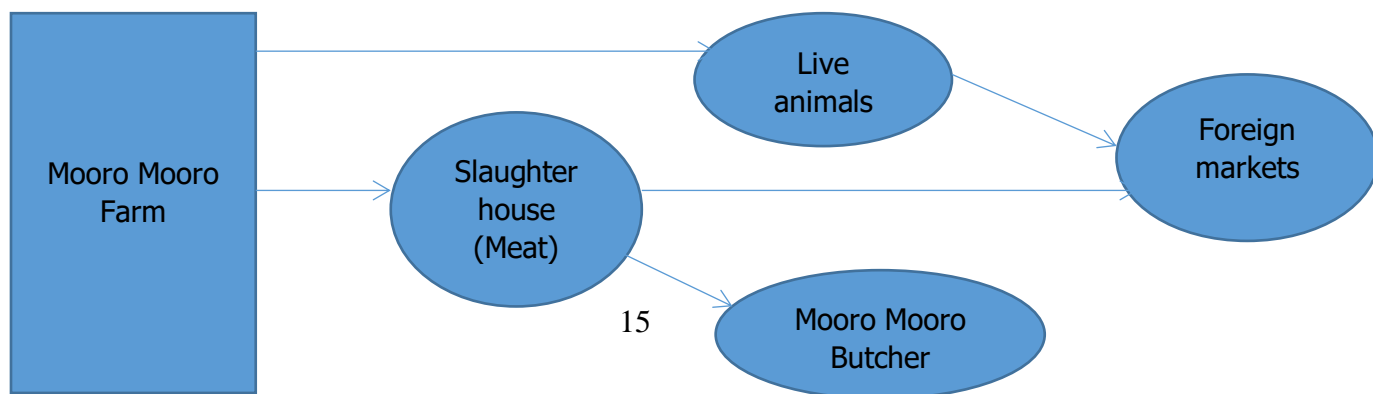 Mooro Mooro
Farm
Live
animals
Slaughter
house
(Meat)
Foreign
markets
15
Mooro Mooro
Butcher